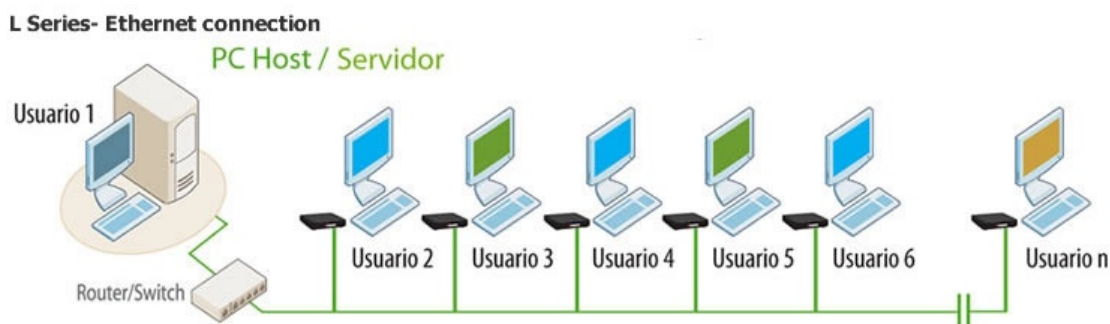 L Series- Ethernet connection
PC Host / Servidor
Usuario 1
Usuario 2
Usuario 3
Usuario 4
Usuario 5
Usuario 6
Usuario n
Router/Switch